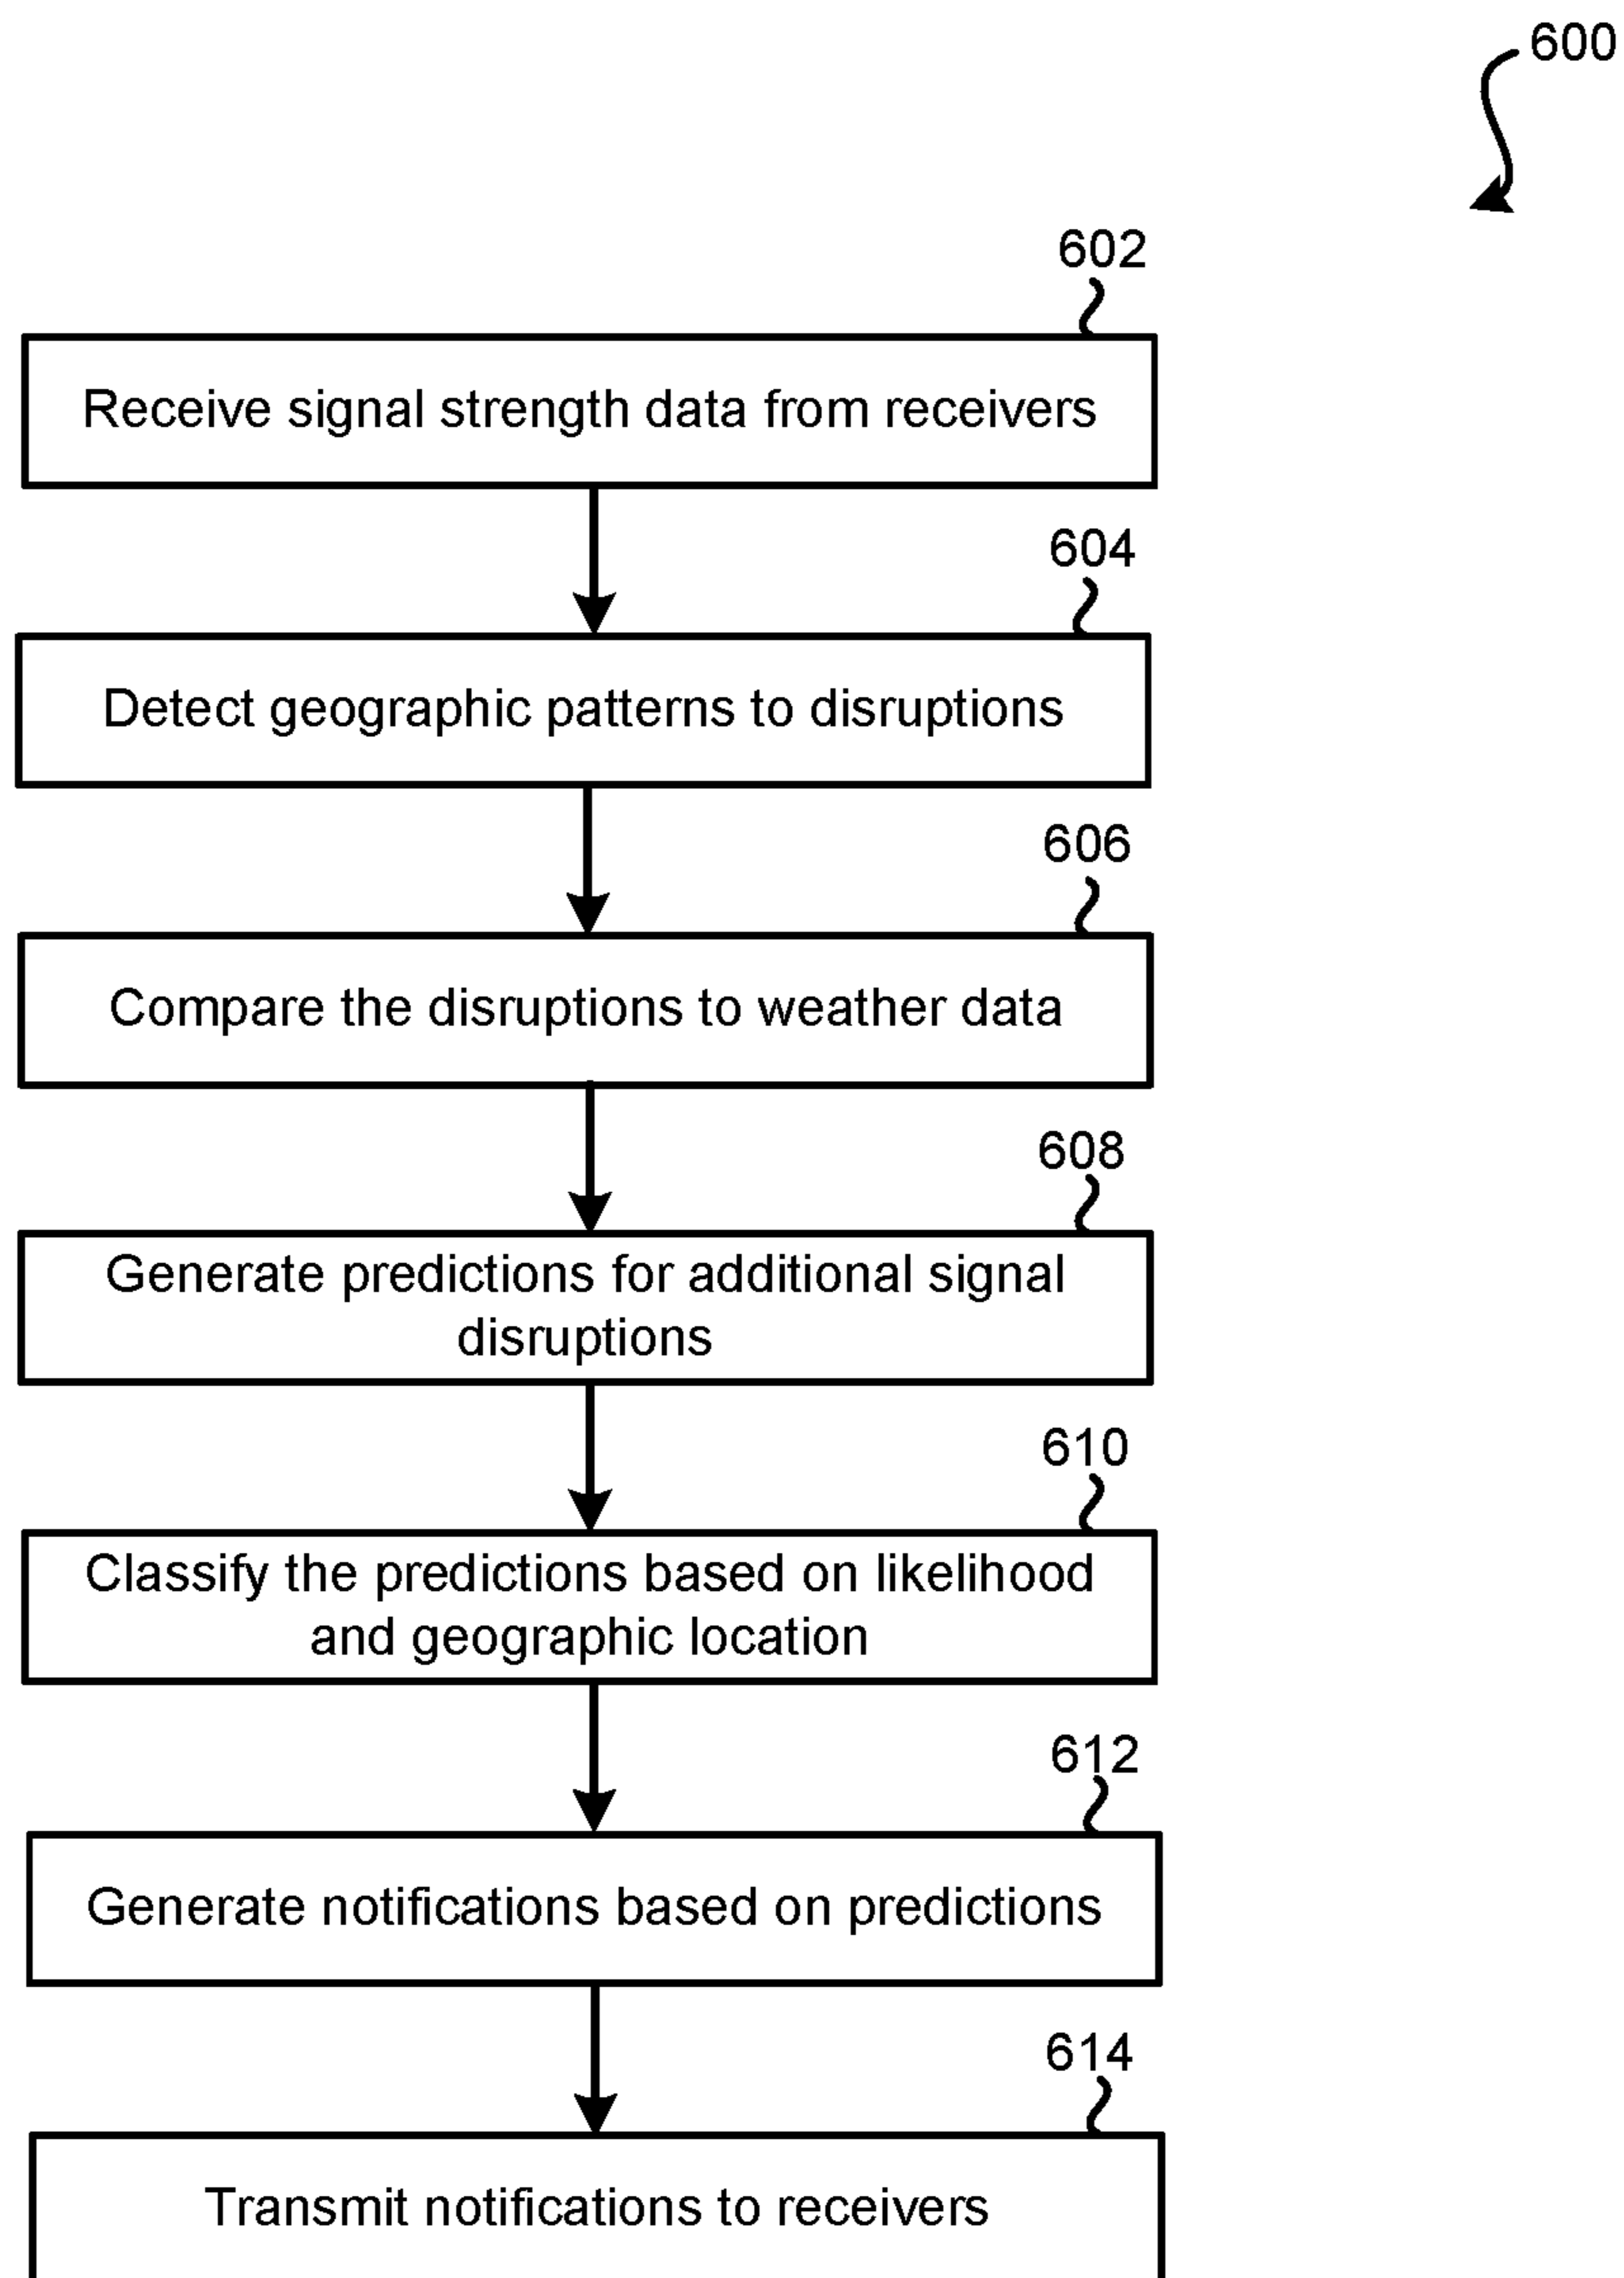 600
602
Receive signal strength data from receivers
604
Detect geographic patterns to disruptions
606
Compare the disruptions to weather data
608
Generate predictions for additional signal
disruptions
610
Classify the predictions based on likelihood
and geographic location
612
Generate notifications based on predictions
614
Transmit notifications to receivers